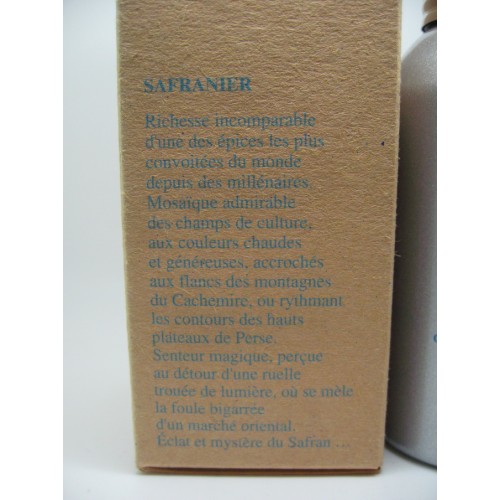 SAFRANIER
Richesse incomparable
d'une des épices les plus
convoitées du monde
depuis des millénaires.
Mosaïque admirable
des champs de culture,
aux couleurs chaudes
et généreuses, accrochés
aux flancs des montagnes
du Cachemire, ou rythmant
les contours des hauts
plateaux de Perse.
Senteur magique, perçue
au détour d'une ruelle
trouée de lumière, où se mèle
la foule bigarrée
d'un marché oriental.
Éclat et mystère du Safran ...